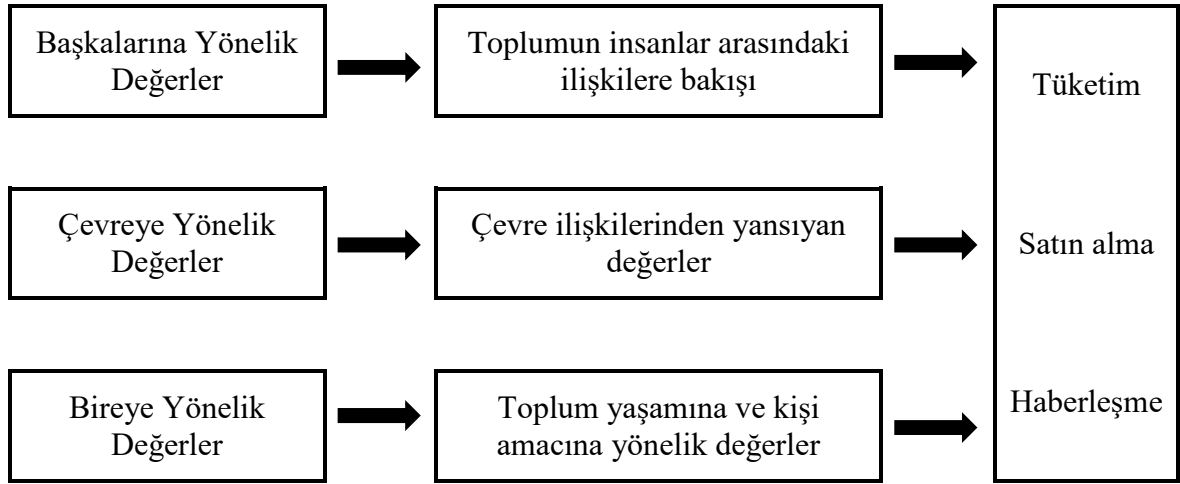 Başkalarına Yönelik
Değerler
Toplumun insanlar arasındaki
ilişkilere bakışı
Tüketim
Çevreye Yönelik
Değerler
Çevre ilişkilerinden yansıyan
değerler
Satın alma
Bireye Yönelik
Değerler
Toplum yaşamına ve kişi
amacına yönelik değerler
Haberleşme